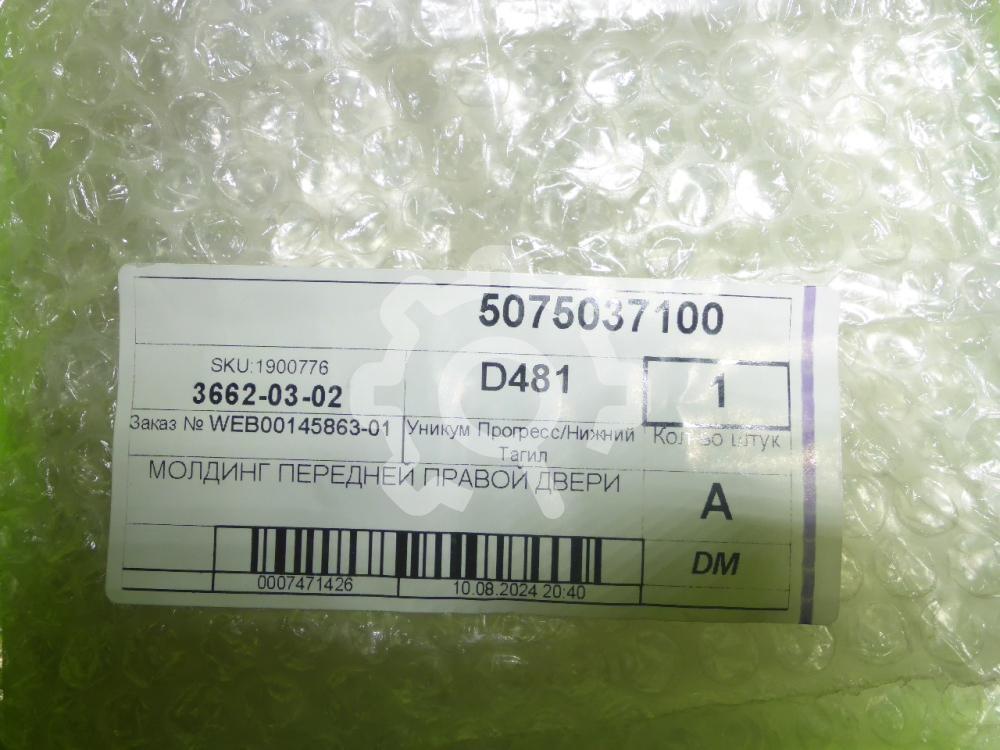 5075037100
SKU:1900776
3662-03-02
D481
1
Заказ № WEB00145863-01
Уникум Прогресс/Нижний
Тагил
Кол-во штук
МОЛДИНГ ПЕРЕДНЕЙ ПРАВОЙ ДВЕРИ
A
DM
0007471426
10.08.2024 20:40